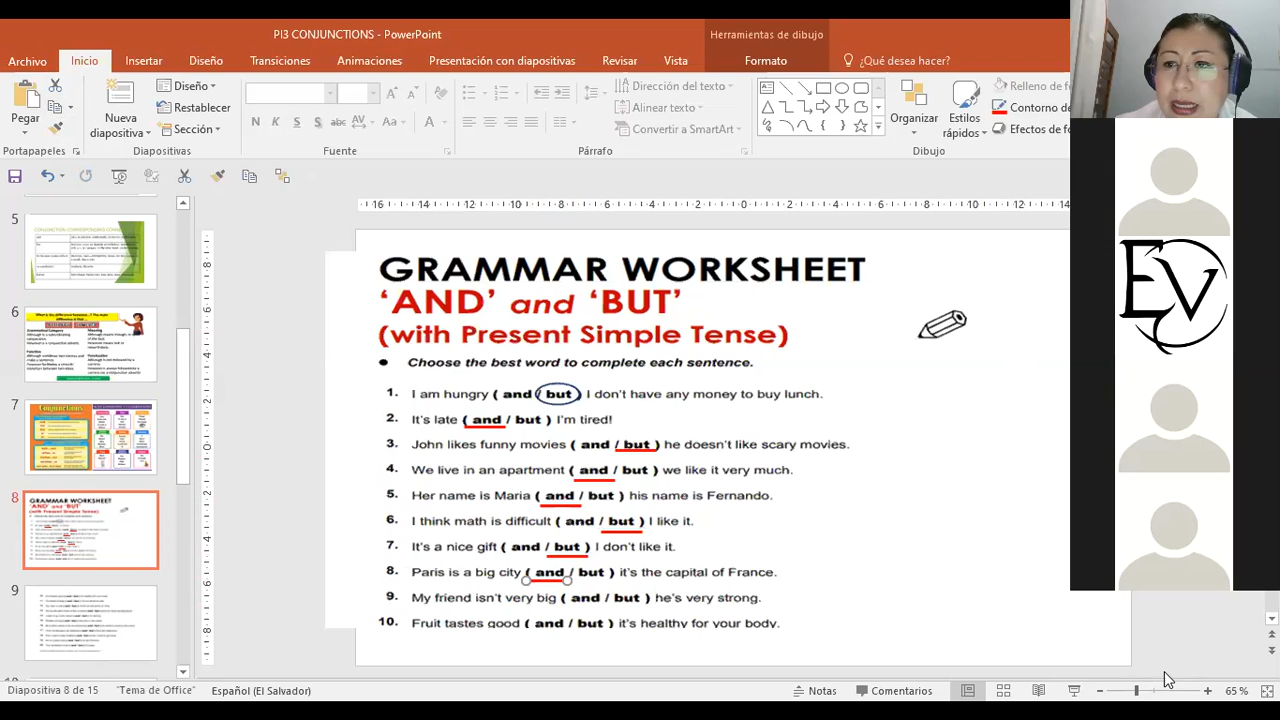 PI3 CONJUNCTIONS - PowerPoint
Herramientas de dibujo
Archivo
Inicio
Insertar
Diseño
Transiciones
Animaciones
Presentación con diapositivas
Revisar
Vista
Formato
¿Qué desea hacer?
Pegar
Nueva
diapositiva
Diseño
Restablecer
Sección
Dirección del texto
Alinear texto
Convertir a SmartArt
Organizar
Estilos
rápidos
Relleno de
Contorno de
Efectos de fo
Portapapeles
Diapositivas
Fuente
Párrafo
Dibujo
EV
GRAMMAR WORKSHEET
'AND' and 'BUT'
(with Present Simple Tense)
Choose the best word to complete each sentence.
1. I am hungry ( and / but ) I don't have any money to buy lunch.
2. It's late ( and / but ) I'm tired!
3. John likes funny movies ( and / but ) he doesn't like scary movies.
4. We live in an apartment ( and / but ) we like it very much.
5. Her name is Maria ( and / but ) his name is Fernando.
6. I think math is difficult ( and / but ) I like it.
7. It's a nice gift ( and / but ) I don't like it.
8. Paris is a big city ( and / but ) it's the capital of France.
9. My friend isn't very big ( and / but ) he's very strong.
10. Fruit tastes good ( and / but ) it's healthy for your body.
5
6
7
Conjunctions
8
GRAMMAR WORKSHEET
'AND' and 'BUT'
(with Present Simple Tense)
9
Diapositiva 8 de 15
"Tema de Office"
Español (El Salvador)
Notas
Comentarios
65 %